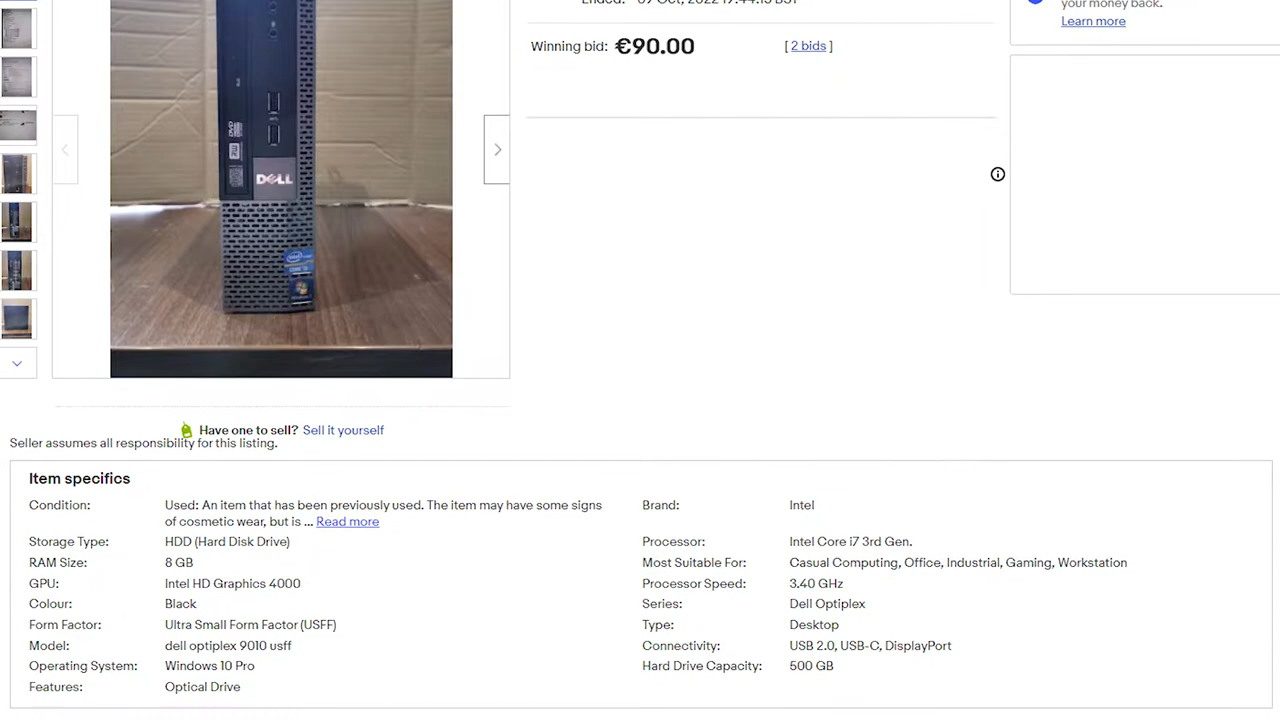 your money back.
Learn more
Winning bid: €90.00 [ 2 bids ]
DELL
Have one to sell? Sell it yourself
Seller assumes all responsibility for this listing.
Item specifics
Condition: Used: An item that has been previously used. The item may have some signs
of cosmetic wear, but is ... Read more
Brand: Intel
Storage Type: HDD (Hard Disk Drive)
Processor: Intel Core i7 3rd Gen.
RAM Size: 8 GB
Most Suitable For: Casual Computing, Office, Industrial, Gaming, Workstation
GPU: Intel HD Graphics 4000
Processor Speed: 3.40 GHz
Colour: Black
Series: Dell Optiplex
Form Factor: Ultra Small Form Factor (USFF)
Type: Desktop
Model: dell optiplex 9010 usff
Connectivity: USB 2.0, USB-C, DisplayPort
Operating System: Windows 10 Pro
Hard Drive Capacity: 500 GB
Features: Optical Drive